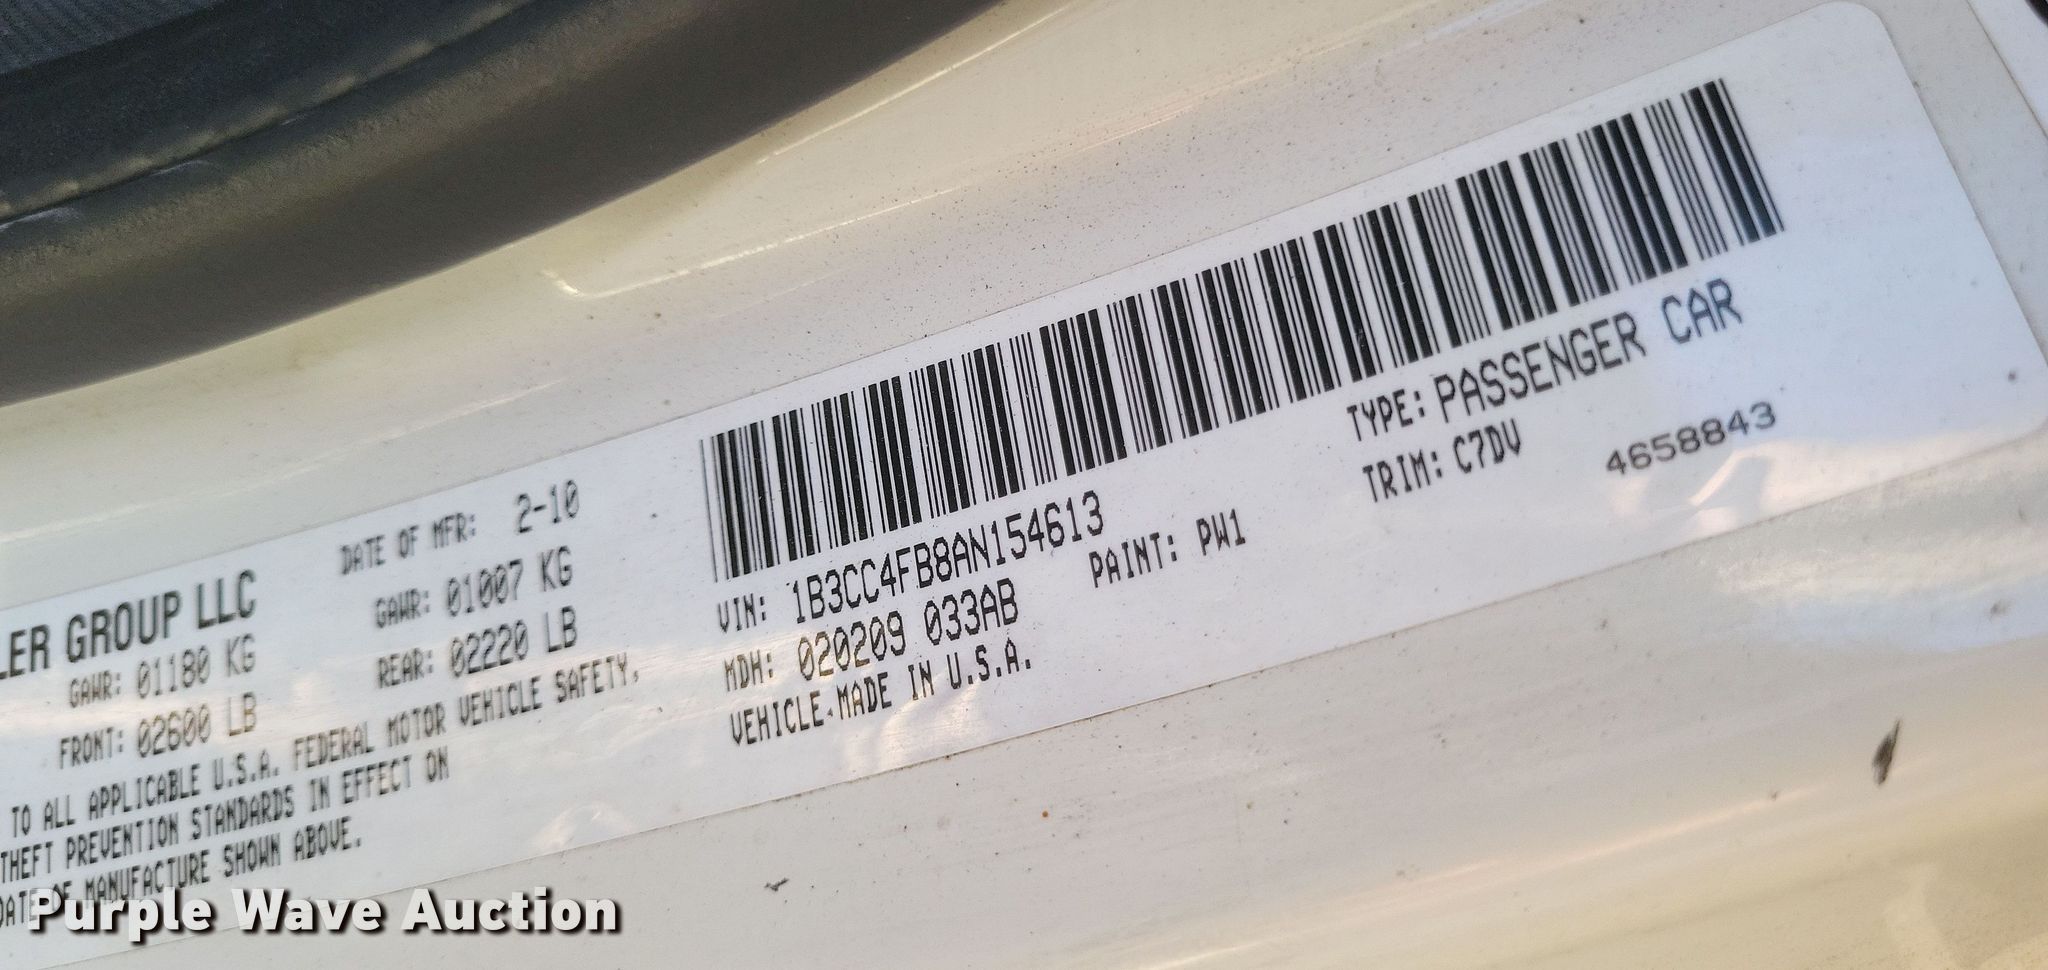 LER GROUP LLC
DATE OF MFR: 2-10
GAWR: 01180 KG
GAWR: 01007 KG
FRONT: 02600 LB
REAR: 02220 LB
TO ALL APPLICABLE U.S.A. FEDERAL MOTOR VEHICLE SAFETY,
THEFT PREVENTION STANDARDS IN EFFECT ON
DATE OF MANUFACTURE SHOWN ABOVE.
VIN: 1B3CC4FB8AN154613
TYPE: PASSENGER CAR
MDH: 020209 033AB
PAINT: PW1
TRIM: C7DV
VEHICLE MADE IN U.S.A.
4658843
Purple Wave Auction